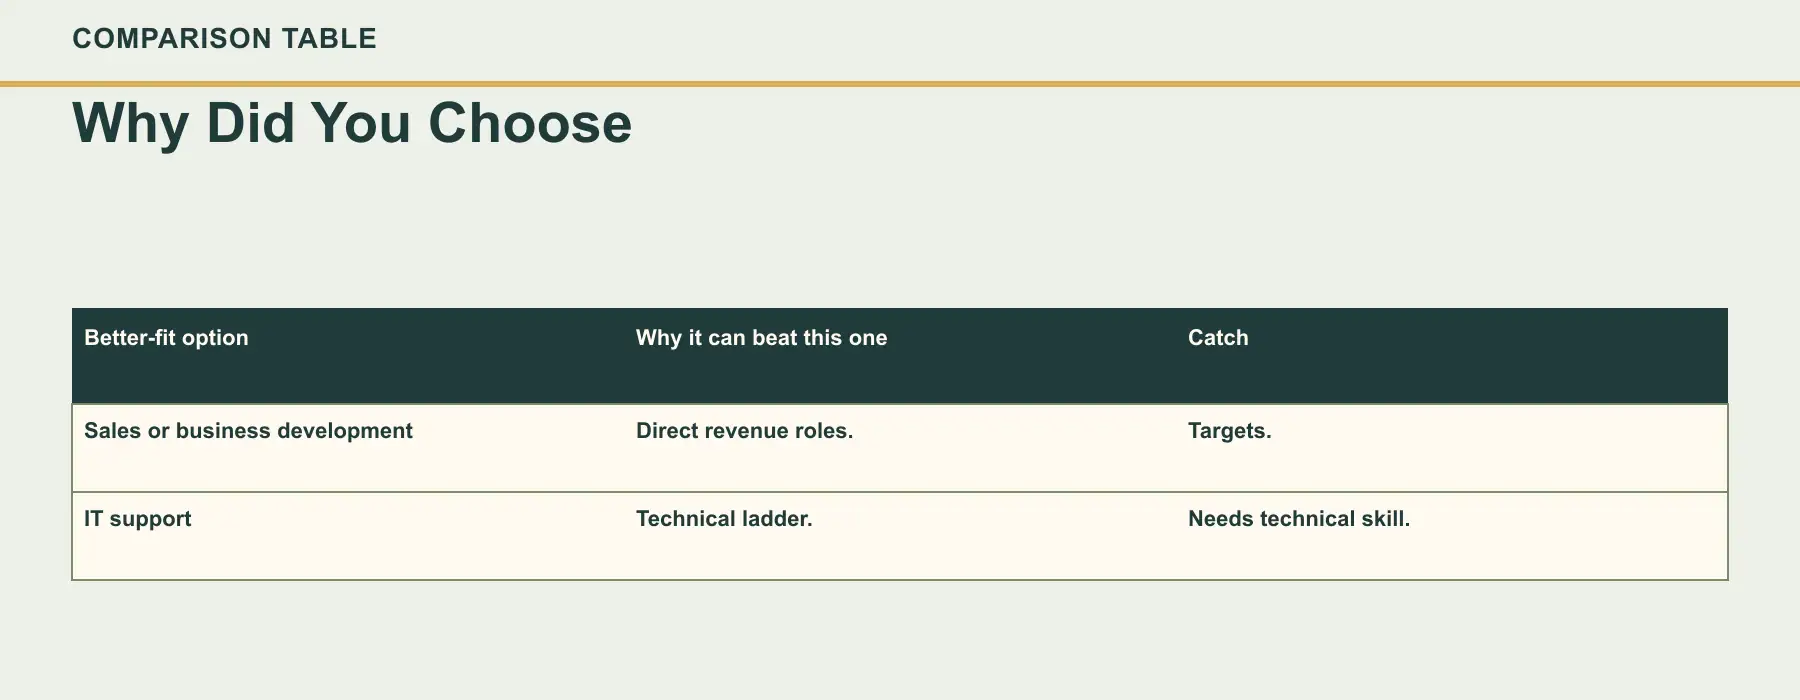 COMPARISON TABLE
Why Did You Choose
Better-fit option Why it can beat this one Catch
Sales or business development Direct revenue roles. Targets.
IT support Technical ladder. Needs technical skill.